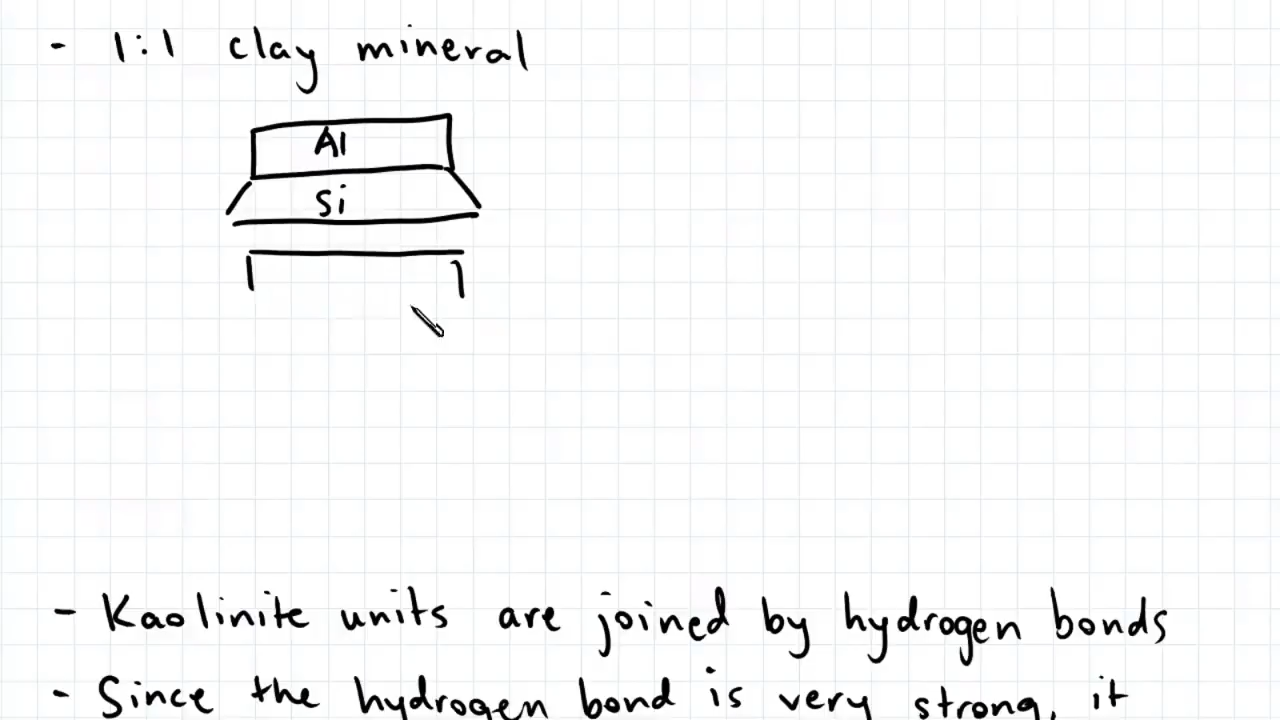 - 1:1 clay mineral
Al
Si
- Kaolinite units are joined by hydrogen bonds
- Since the hydrogen bond is very strong, it